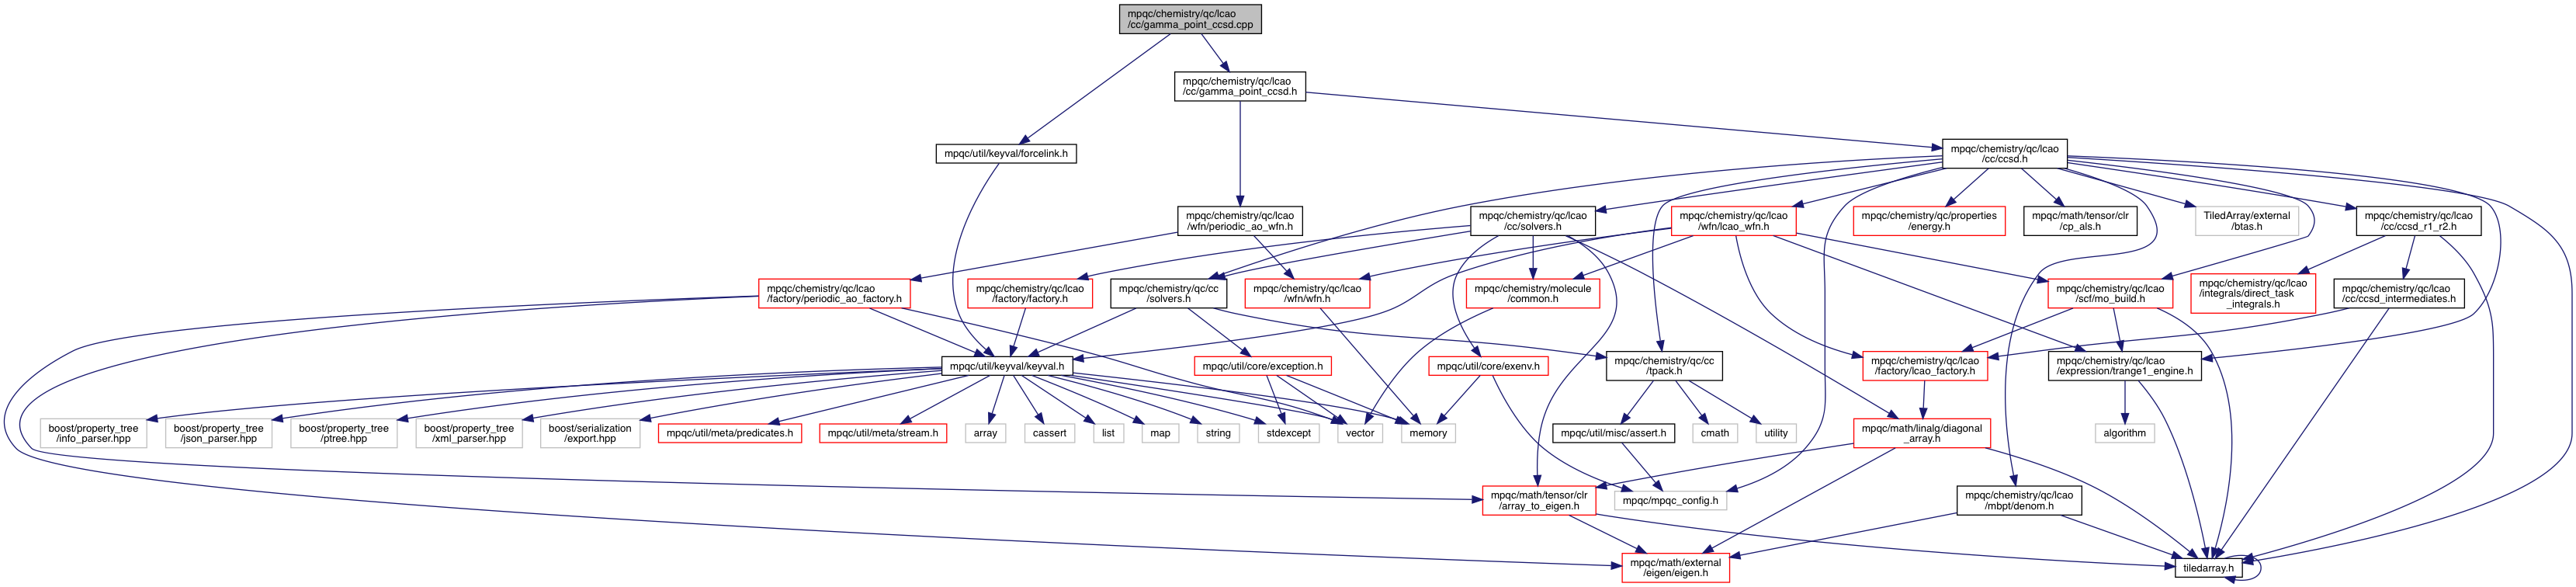 mpqc/chemistry/qc/lcao
/cc/gamma_point_ccsd.cpp
mpqc/chemistry/qc/lcao
/cc/gamma_point_ccsd.h
mpqc/util/keyval/forcelink.h
mpqc/chemistry/qc/lcao
/cc/ccsd.h
mpqc/chemistry/qc/lcao
/wfn/periodic_ao_wfn.h
mpqc/chemistry/qc/lcao
/cc/solvers.h
mpqc/chemistry/qc/lcao
/wfn/lcao_wfn.h
mpqc/chemistry/qc/properties
/energy.h
mpqc/math/tensor/clr
/cp_als.h
TiledArray/external
/btas.h
mpqc/chemistry/qc/lcao
/cc/ccsd_r1_r2.h
mpqc/chemistry/qc/lcao
/factory/periodic_ao_factory.h
mpqc/chemistry/qc/lcao
/factory/factory.h
mpqc/chemistry/qc/cc
/solvers.h
mpqc/chemistry/qc/lcao
/wfn/wfn.h
mpqc/chemistry/molecule
/common.h
mpqc/chemistry/qc/lcao
/scf/mo_build.h
mpqc/chemistry/qc/lcao
/integrals/direct_task
_integrals.h
mpqc/chemistry/qc/lcao
/cc/ccsd_intermediates.h
mpqc/util/keyval/keyval.h
mpqc/util/core/exception.h
mpqc/util/core/exenv.h
mpqc/chemistry/qc/cc
/tpack.h
mpqc/chemistry/qc/lcao
/factory/lcao_factory.h
mpqc/chemistry/qc/lcao
/expression/trange1_engine.h
boost/property_tree
/info_parser.hpp
boost/property_tree
/json_parser.hpp
boost/property_tree
/ptree.hpp
boost/property_tree
/xml_parser.hpp
boost/serialization
/export.hpp
mpqc/util/meta/predicates.h
mpqc/util/meta/stream.h
array
cassert
list
map
string
stdexcept
vector
memory
mpqc/util/misc/assert.h
cmath
utility
mpqc/math/linalg/diagonal
_array.h
algorithm
mpqc/math/tensor/clr
/array_to_eigen.h
mpqc/mpqc_config.h
mpqc/chemistry/qc/lcao
/mbpt/denom.h
mpqc/math/external
/eigen/eigen.h
tiledarray.h